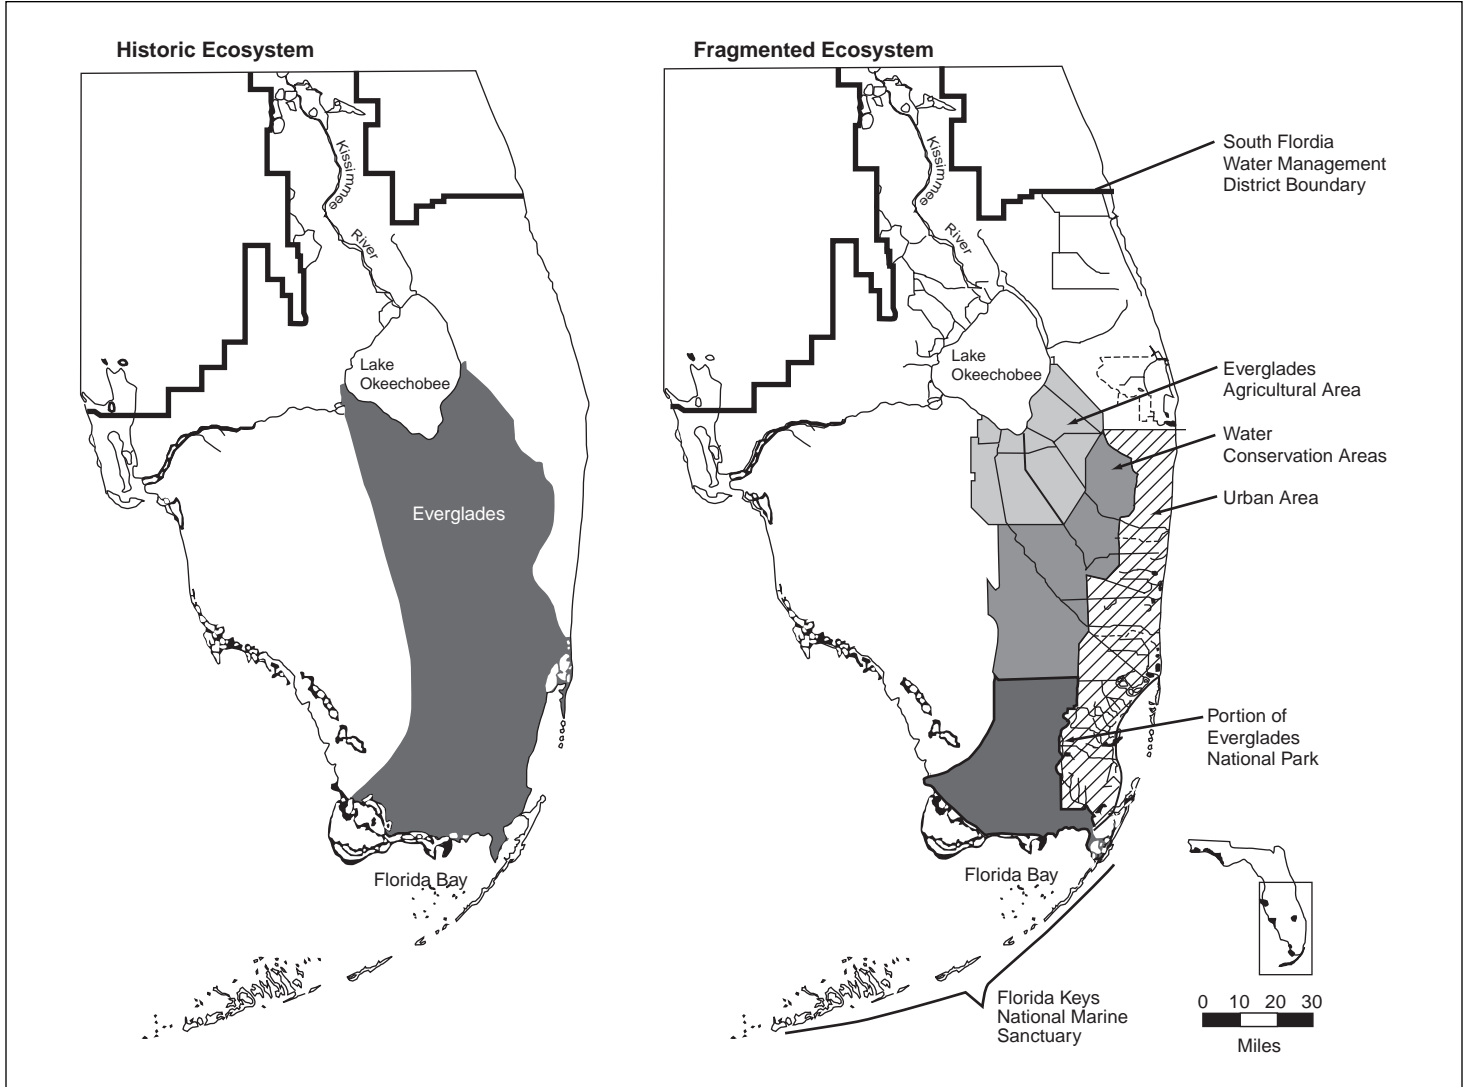 Historic Ecosystem
Kissimmee
River
Lake
Okeechobee
Everglades
Florida Bay
Fragmented Ecosystem
Kissimmee
River
Lake
Okeechobee
South Flordia
Water Management
District Boundary
Everglades
Agricultural Area
Water
Conservation Areas
Urban Area
Portion of
Everglades
National Park
Florida Bay
Florida Keys
National Marine
Sanctuary
0 10 20 30
Miles